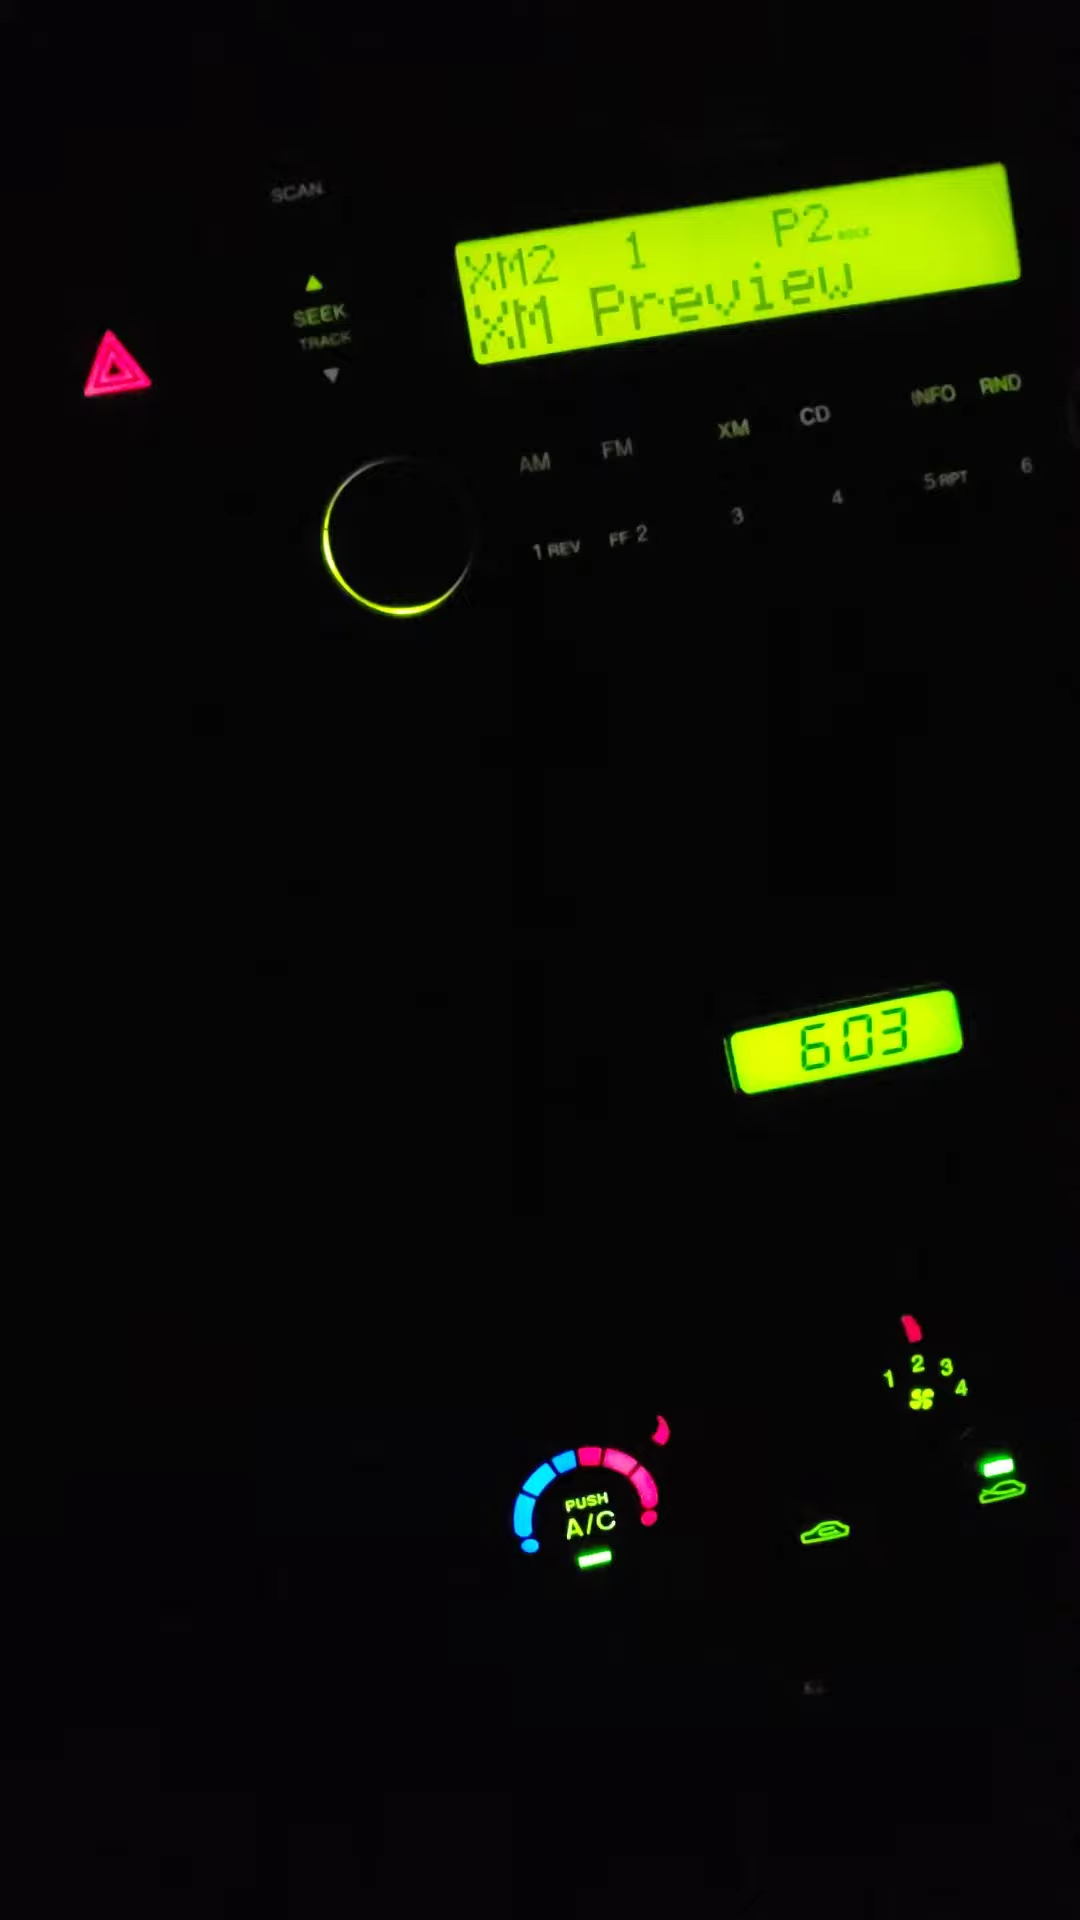 SCAN
XM2 1 P2
XM Preview
SEEK
TRACK
AM FM XM CD INFO RND
1 REV FF 2 3 4 5 RPT 6
603
1 2 3 4
PUSH
A/C